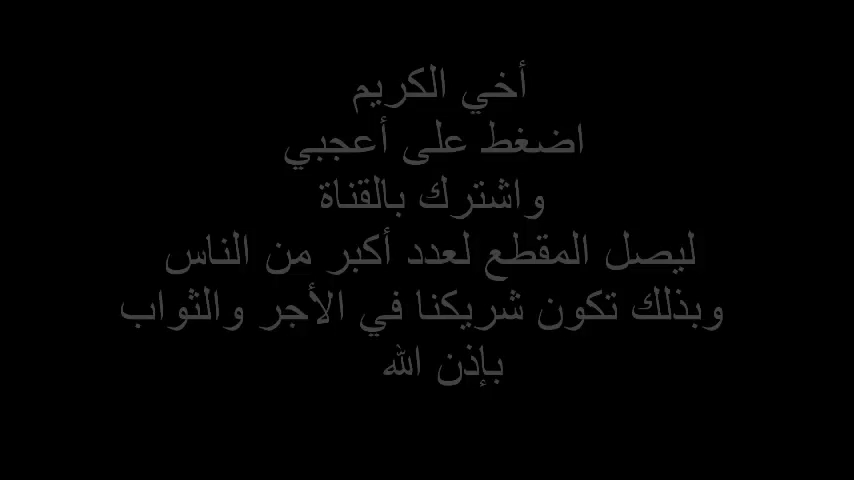 أخي الكريم
اضغط على أعجبي
واشترك بالقناة
ليصل المقطع لعدد أكبر من الناس
وبذلك تكون شريكنا في الأجر والثواب
بإذن الله